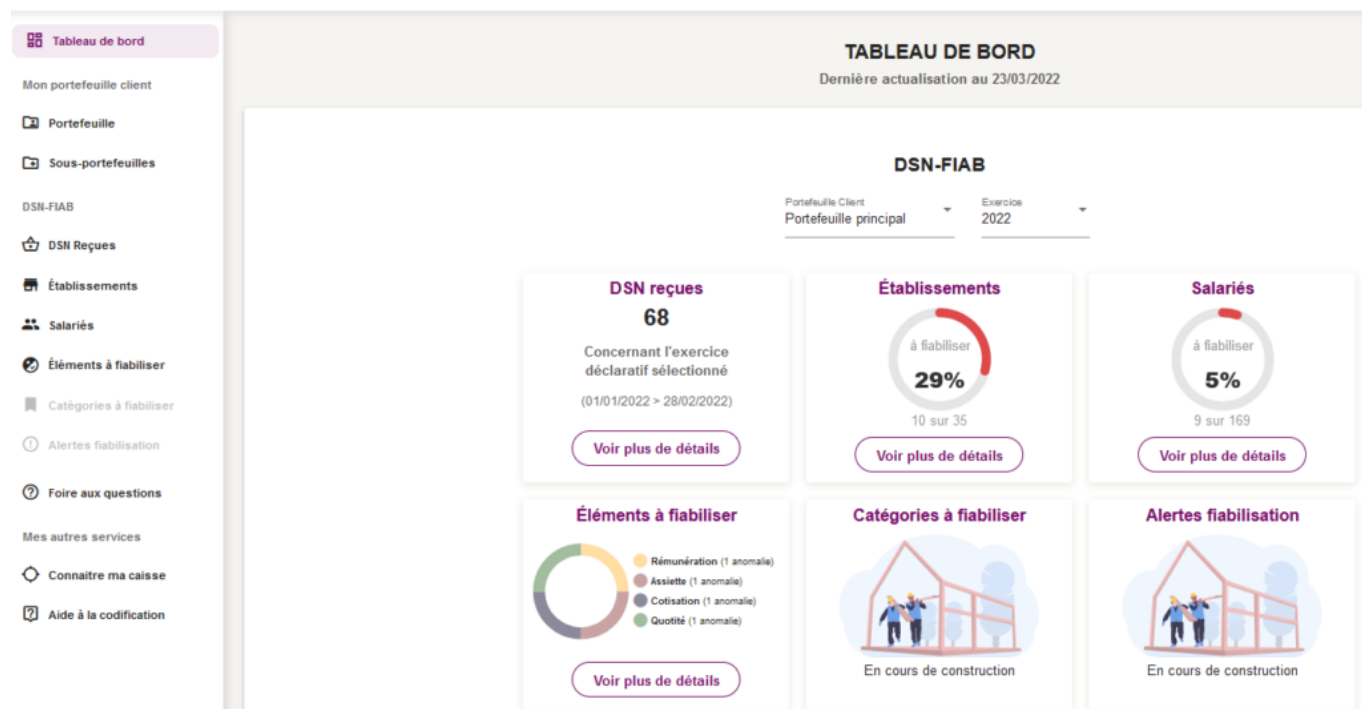 Tableau de bord
Mon portefeuille client
Portefeuille
Sous-portefeuilles
DSN-FIAB
DSN Reçues
Établissements
Salariés
Éléments à fiabiliser
Catégories à fiabiliser
Alertes fiabilisation
Foire aux questions
Mes autres services
Connaitre ma caisse
Aide à la codification
TABLEAU DE BORD
Dernière actualisation au 23/03/2022
DSN-FIAB
Portefeuille Client
Portefeuille principal
Exercice
2022
DSN reçues
68
Concernant l'exercice
déclaratif sélectionné
(01/01/2022 > 28/02/2022)
Voir plus de détails
Établissements
à fiabiliser
29%
10 sur 35
Voir plus de détails
Salariés
à fiabiliser
5%
9 sur 169
Voir plus de détails
Éléments à fiabiliser
Rémunération (1 anomalie)
Assiette (1 anomalie)
Cotisation (1 anomalie)
Quotité (1 anomalie)
Voir plus de détails
Catégories à fiabiliser
En cours de construction
Alertes fiabilisation
En cours de construction